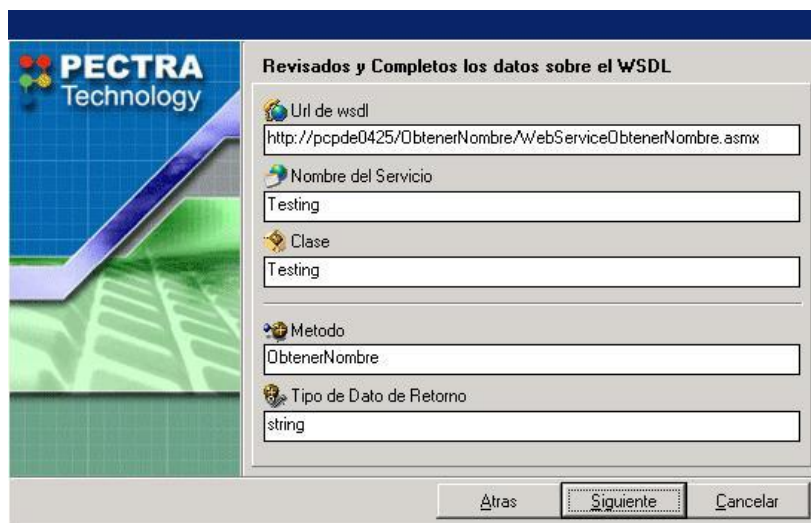 PECTRA
Technology
Revisados y Completos los datos sobre el WSDL
Url de wsdl
http://pcpde0425/ObtenerNombre/WebServiceObtenerNombre.asmx
Nombre del Servicio
Testing
Clase
Testing
Metodo
ObtenerNombre
Tipo de Dato de Retorno
string
Atras
Siguiente
Cancelar